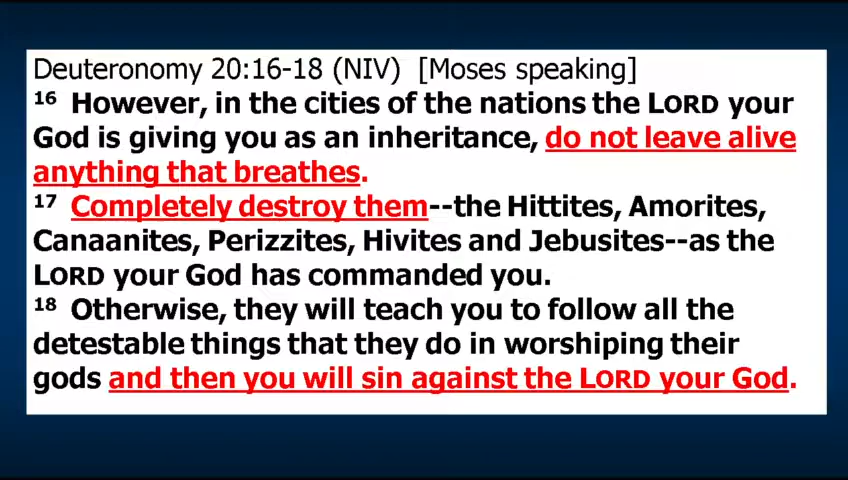 Deuteronomy 20:16-18 (NIV) [Moses speaking]
16 However, in the cities of the nations the LORD your
God is giving you as an inheritance, do not leave alive
anything that breathes.
17 Completely destroy them--the Hittites, Amorites,
Canaanites, Perizzites, Hivites and Jebusites--as the
LORD your God has commanded you.
18 Otherwise, they will teach you to follow all the
detestable things that they do in worshiping their
gods and then you will sin against the LORD your God.